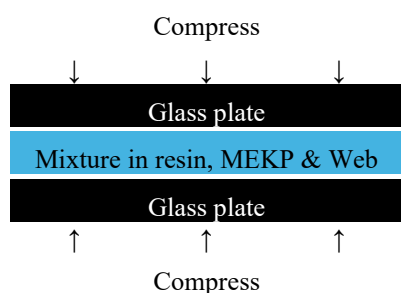 Compress
↓ ↓ ↓
Glass plate
Mixture in resin, MEKP & Web
Glass plate
↑ ↑ ↑
Compress